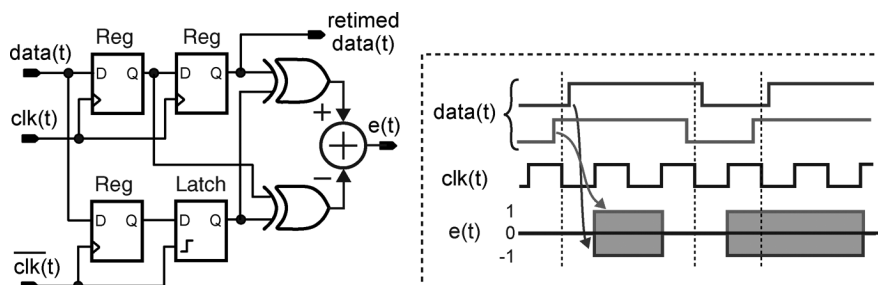 retimed
data(t)
Reg
Reg
data(t)
D Q
D Q
clk(t)
+
+
e(t)
−
Reg
Latch
D Q
D Q
clk(t)
data(t)
clk(t)
e(t)
1
0
-1